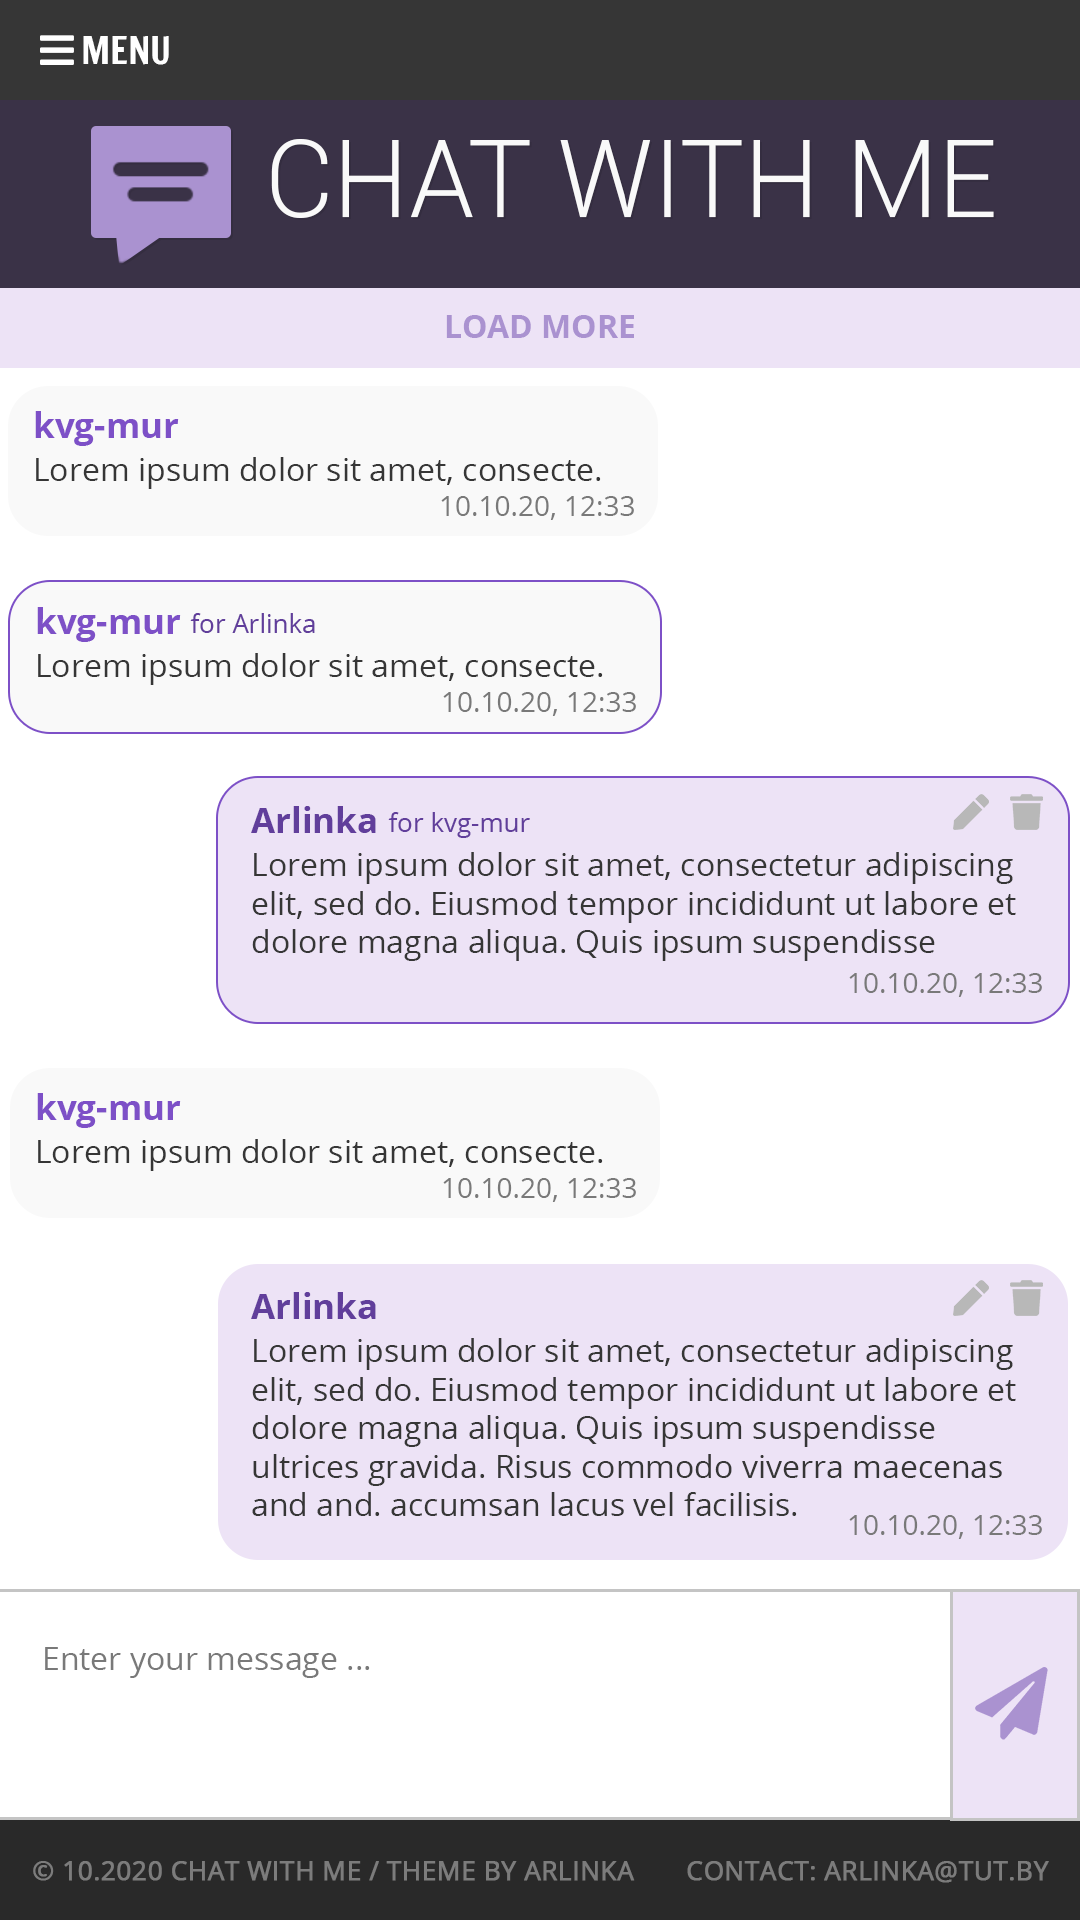 MENU
CHAT WITH ME
LOAD MORE
kvg-mur
Lorem ipsum dolor sit amet, consecte.
10.10.20, 12:33
kvg-mur for Arlinka
Lorem ipsum dolor sit amet, consecte.
10.10.20, 12:33
Arlinka for kvg-mur
Lorem ipsum dolor sit amet, consectetur adipiscing
elit, sed do. Eiusmod tempor incididunt ut labore et
dolore magna aliqua. Quis ipsum suspendisse
10.10.20, 12:33
kvg-mur
Lorem ipsum dolor sit amet, consecte.
10.10.20, 12:33
Arlinka
Lorem ipsum dolor sit amet, consectetur adipiscing
elit, sed do. Eiusmod tempor incididunt ut labore et
dolore magna aliqua. Quis ipsum suspendisse
ultrices gravida. Risus commodo viverra maecenas
and and. accumsan lacus vel facilisis.
10.10.20, 12:33
Enter your message ...
© 10.2020 CHAT WITH ME / THEME BY ARLINKA CONTACT: ARLINKA@TUT.BY